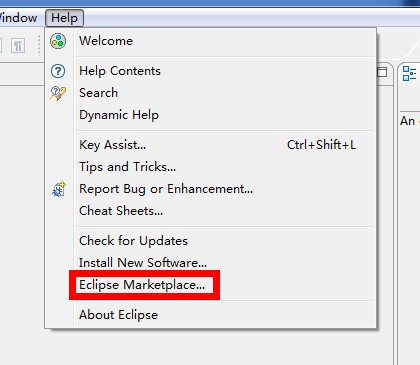 Window Help
Welcome
Help Contents
Search
Dynamic Help
Key Assist... Ctrl+Shift+L
Tips and Tricks...
Report Bug or Enhancement...
Cheat Sheets...
Check for Updates
Install New Software...
Eclipse Marketplace...
About Eclipse
An